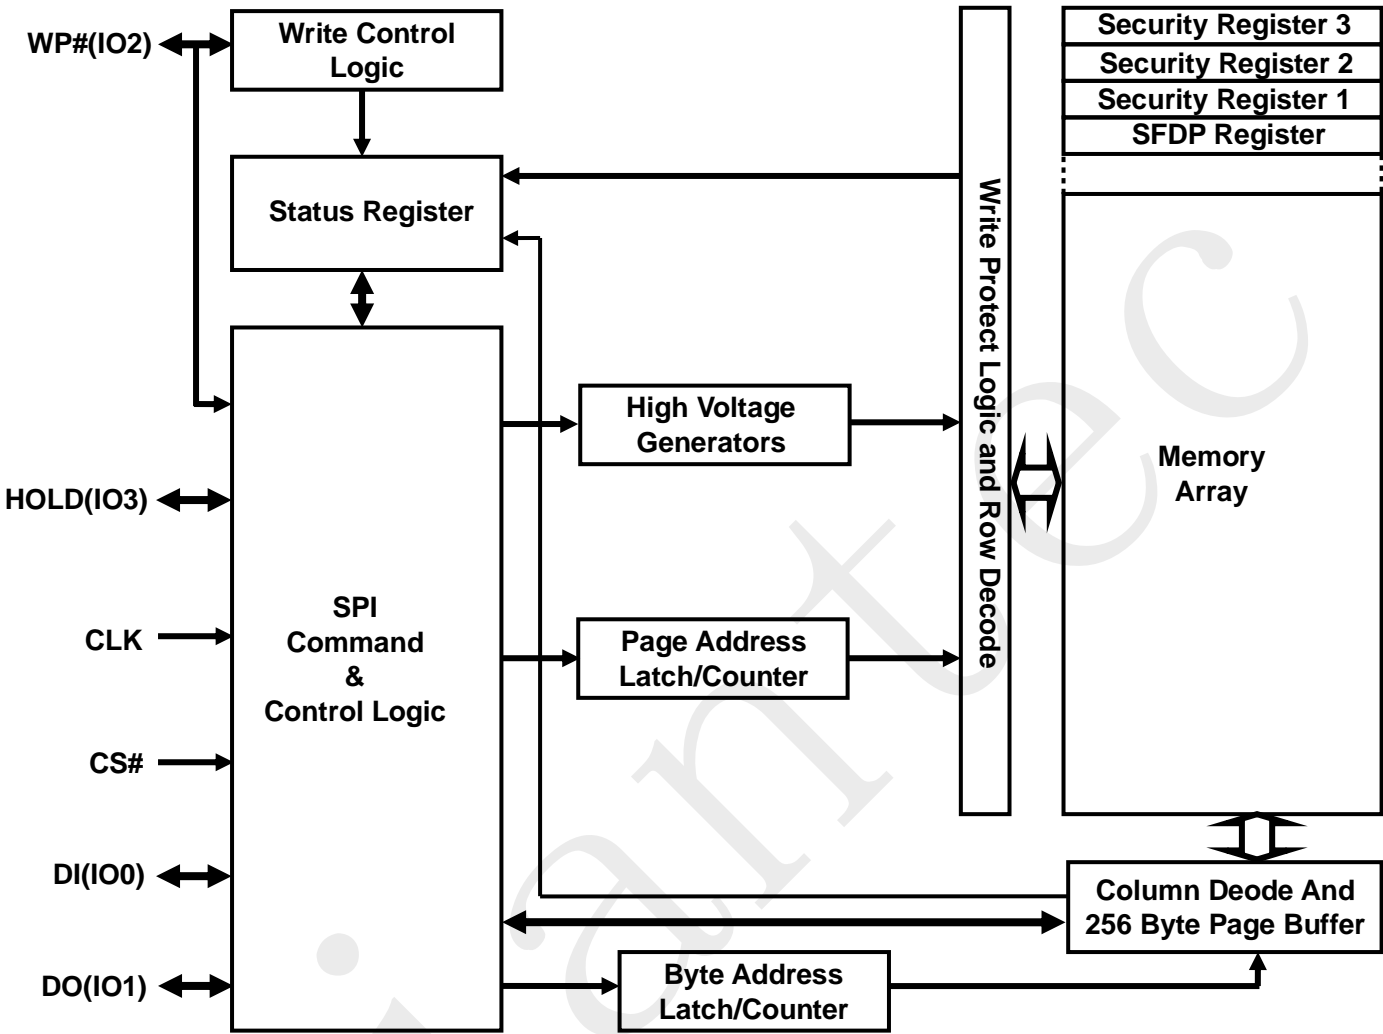 WP#(IO2)
Write Control
Logic
Status Register
HOLD(IO3)
CLK
CS#
DI(IO0)
DO(IO1)
SPI
Command
&
Control Logic
High Voltage
Generators
Page Address
Latch/Counter
Byte Address
Latch/Counter
Write Protect Logic and Row Decode
Security Register 3
Security Register 2
Security Register 1
SFDP Register
Memory
Array
Column Deode And
256 Byte Page Buffer